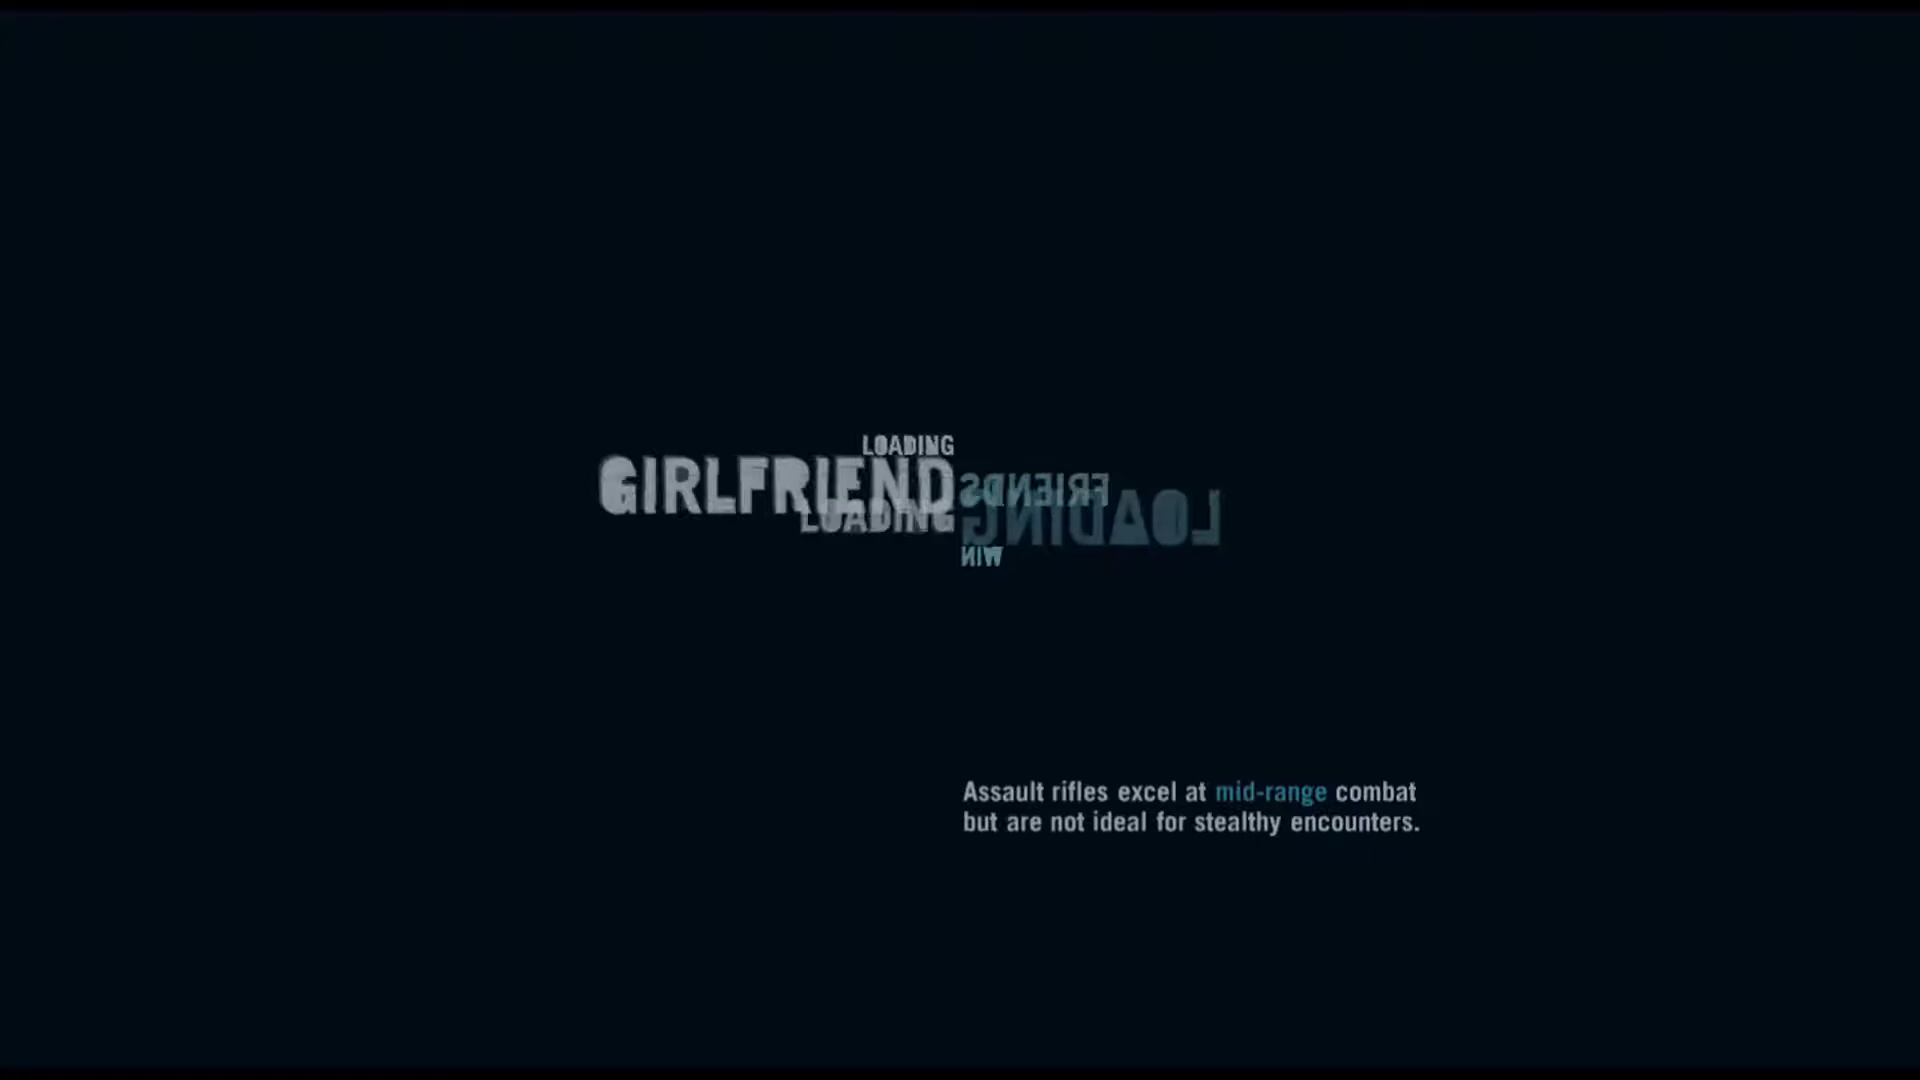 LOADING
GIRLFRIEND
FRIENDS
LOADING
LOADING
WIN
Assault rifles excel at mid-range combat
but are not ideal for stealthy encounters.